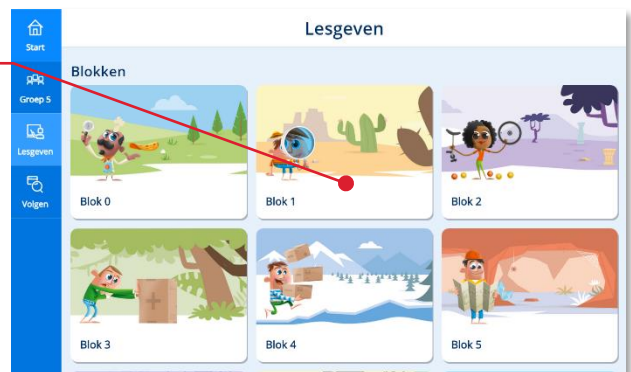 Lesgeven
Start
Groep 5
Lesgeven
Volgen
Blokken
Blok 0
Blok 1
Blok 2
Blok 3
Blok 4
Blok 5